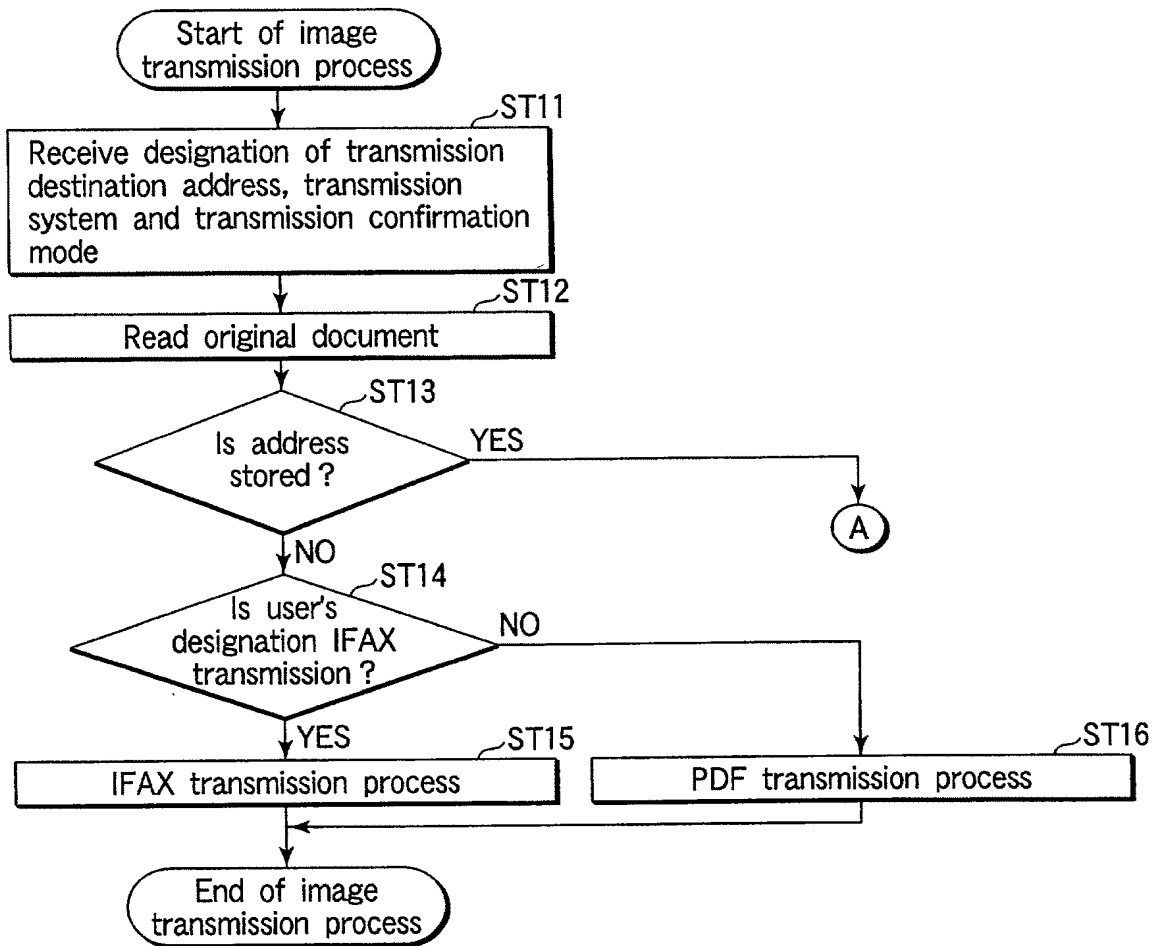 Start of image
transmission process
ST11
Receive designation of transmission
destination address, transmission
system and transmission confirmation
mode
ST12
Read original document
ST13
Is address
stored?
YES
A
NO
ST14
Is user's
designation IFAX
transmission?
NO
YES
ST15
IFAX transmission process
ST16
PDF transmission process
End of image
transmission process